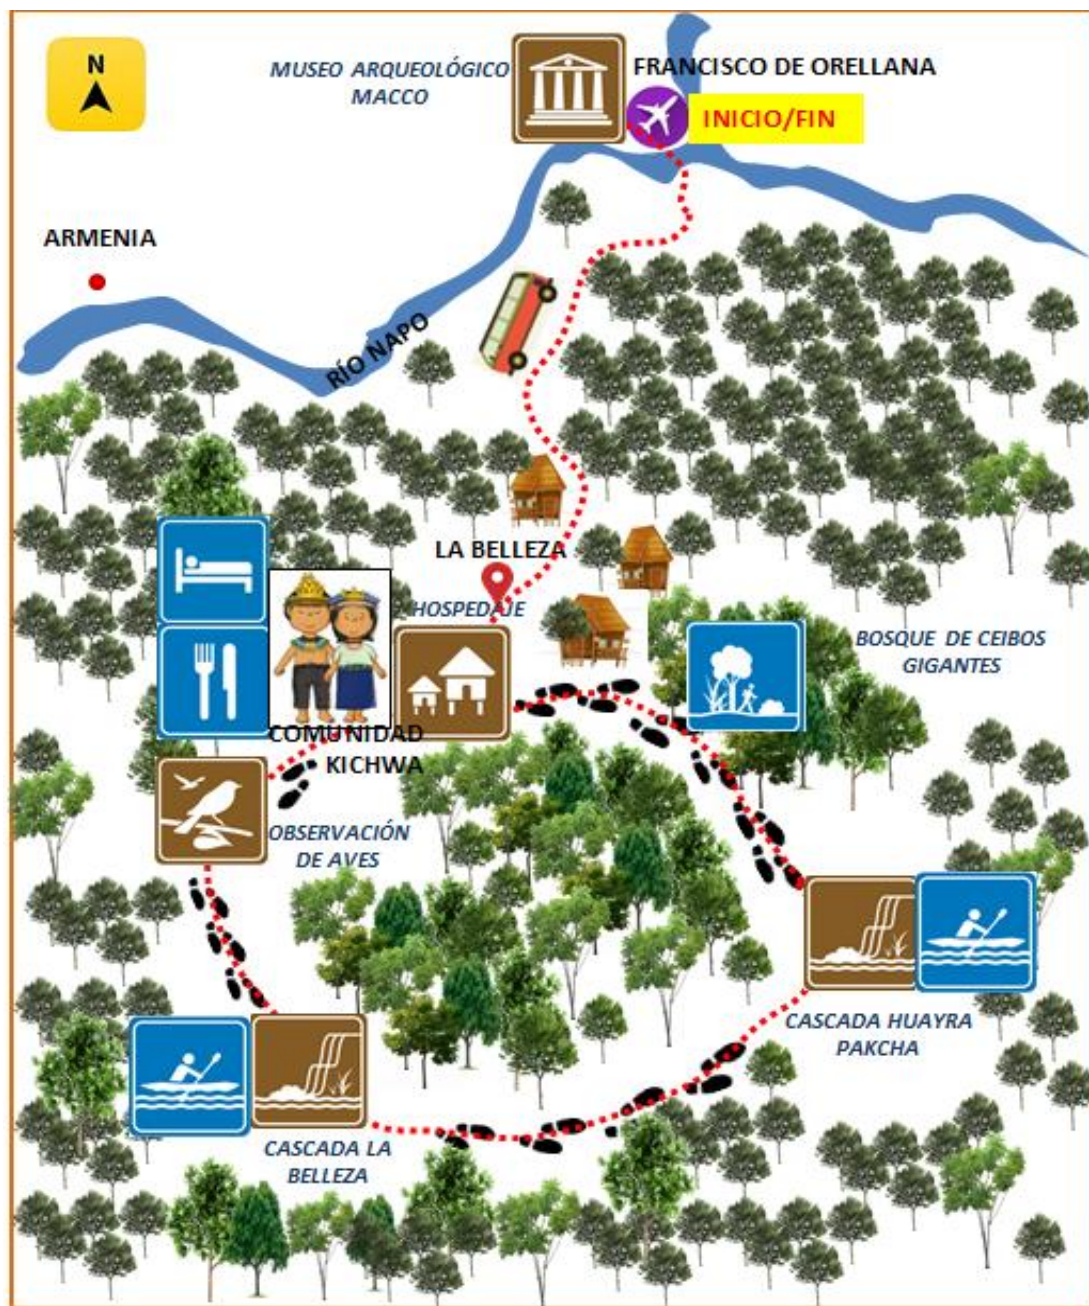 N
MUSEO ARQUEOLÓGICO
MACCO
FRANCISCO DE ORELLANA
INICIO/FIN
ARMENIA
RÍO NAPO
LA BELLEZA
HOSPEDAJE
BOSQUE DE CEIBOS
GIGANTES
COMUNIDAD
KICHWA
OBSERVACIÓN
DE AVES
CASCADA HUAYRA
PAKCHA
CASCADA LA
BELLEZA